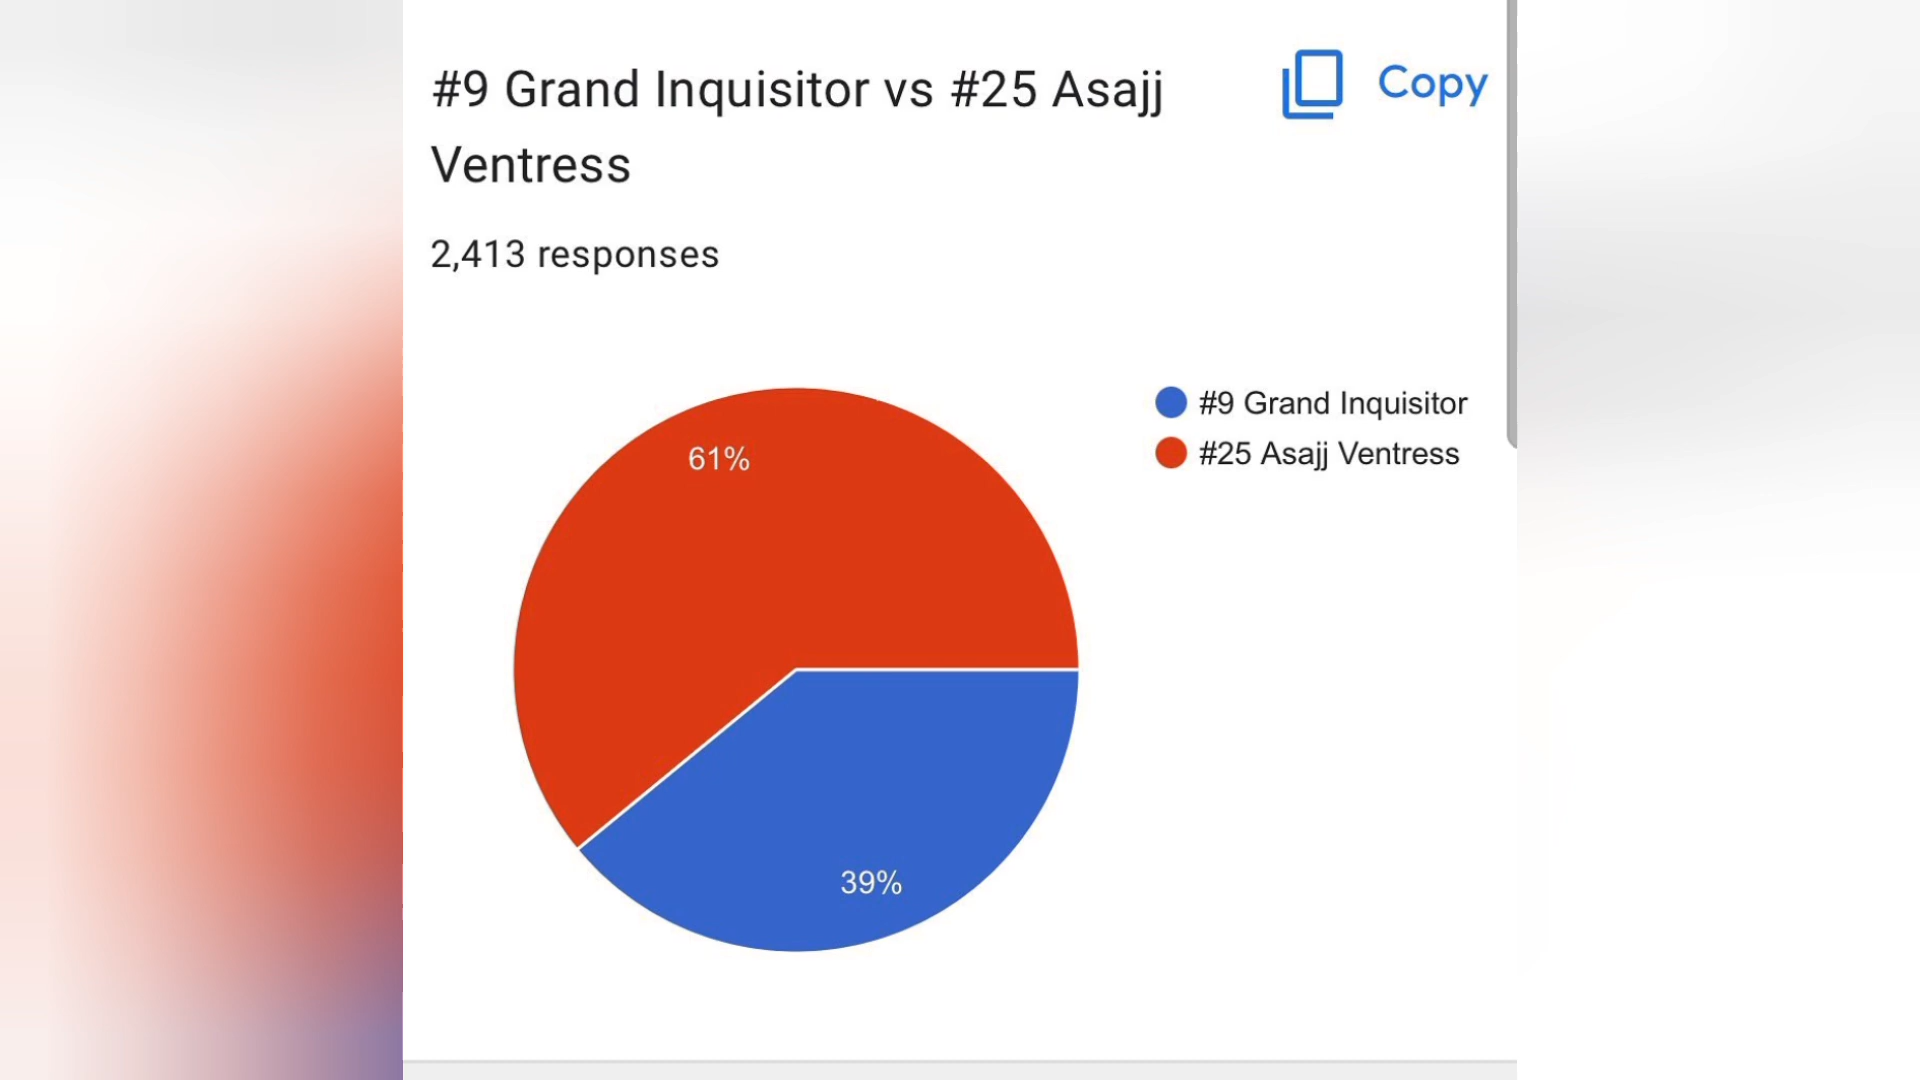 #9 Grand Inquisitor vs #25 Asajj
Ventress
Copy
2,413 responses
#9 Grand Inquisitor
#25 Asajj Ventress
61%
39%